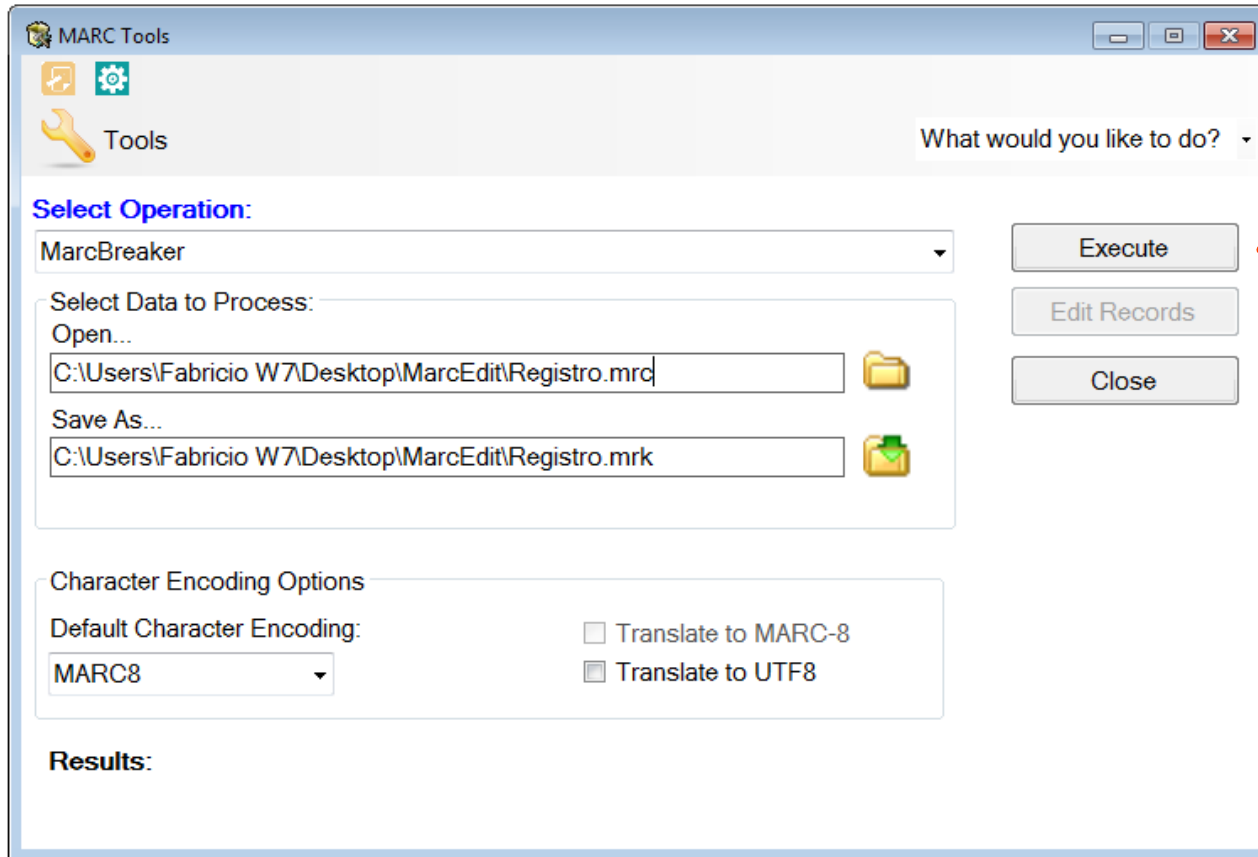 MARC Tools
Tools
What would you like to do?
Select Operation:
MarcBreaker
Execute
Select Data to Process:
Edit Records
Open...
C:\Users\Fabricio W7\Desktop\MarcEdit\Registro.mrc
Close
Save As...
C:\Users\Fabricio W7\Desktop\MarcEdit\Registro.mrk
Character Encoding Options
Default Character Encoding:
Translate to MARC-8
MARC8
Translate to UTF8
Results: